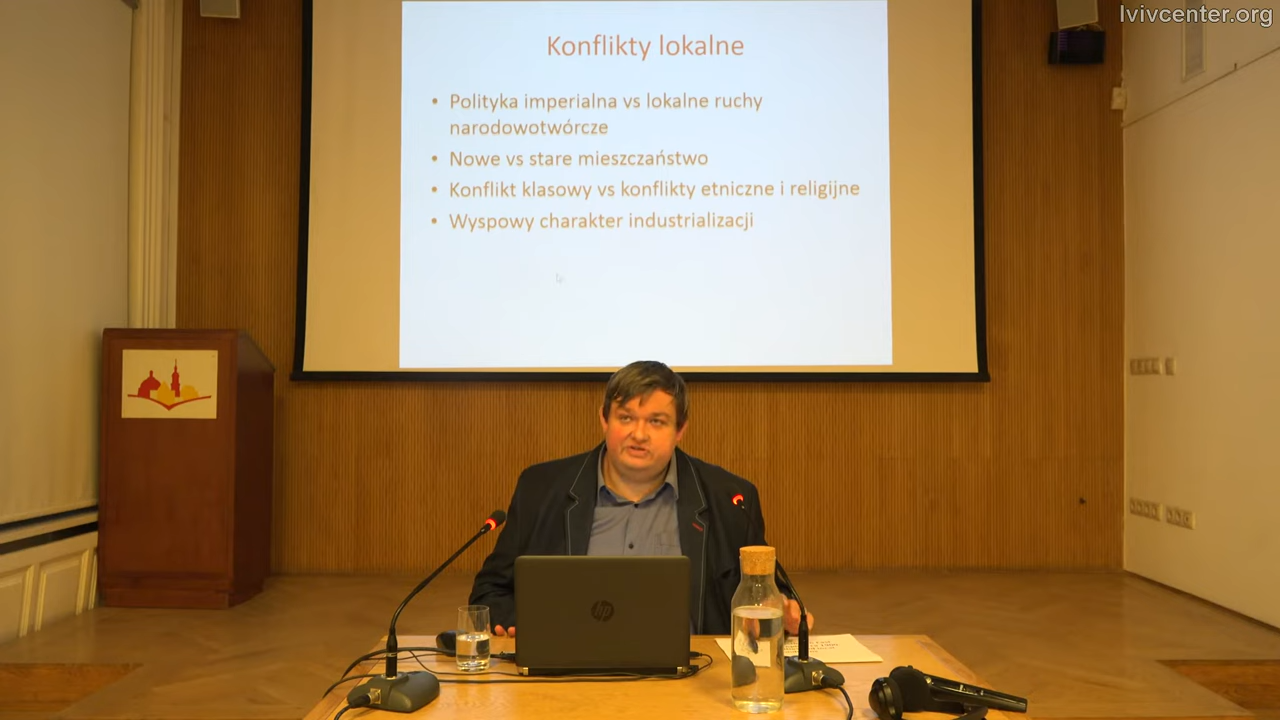 lvivcenter.org
Konflikty lokalne
• Polityka imperialna vs lokalne ruchy
narodowotwórcze
• Nowe vs stare mieszczaństwo
• Konflikt klasowy vs konflikty etniczne i religijne
• Wyspowy charakter industrializacji
hp